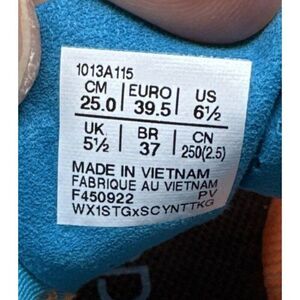 1013A115
CM EURO US
25.0 39.5 6½
UK BR CN
5½ 37 250(2.5)
MADE IN VIETNAM
FABRIQUE AU VIETNAM
F450922 PV
WX1STGxSCYNTTKG